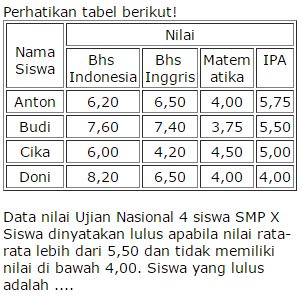 Perhatikan tabel berikut!
Nama Siswa Nilai
Bhs Indonesia Bhs Inggris Matem atika IPA
Anton 6,20 6,50 4,00 5,75
Budi 7,60 7,40 3,75 5,50
Cika 6,00 4,20 4,50 5,00
Doni 8,20 6,50 4,00 4,00
Data nilai Ujian Nasional 4 siswa SMP X
Siswa dinyatakan lulus apabila nilai rata-
rata lebih dari 5,50 dan tidak memiliki
nilai di bawah 4,00. Siswa yang lulus
adalah ....